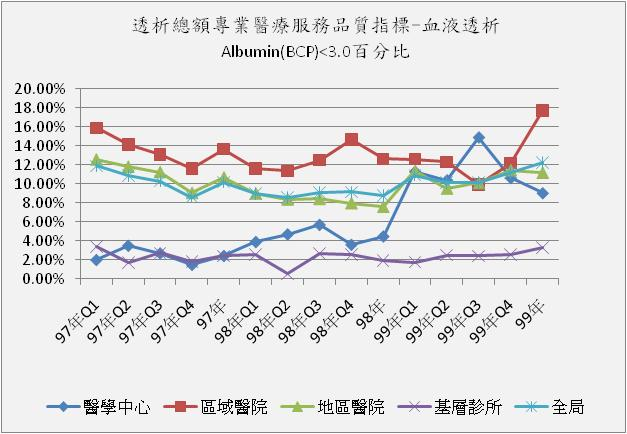 透析總額專業醫療服務品質指標-血液透析
Albumin(BCP)<3.0百分比
20.00%
18.00%
16.00%
14.00%
12.00%
10.00%
8.00%
6.00%
4.00%
2.00%
0.00%
97年Q1
97年Q2
97年Q3
97年Q4
97年
98年Q1
98年Q2
98年Q3
98年Q4
98年
99年Q1
99年Q2
99年Q3
99年Q4
99年
醫學中心 區域醫院 地區醫院 基層診所 全局